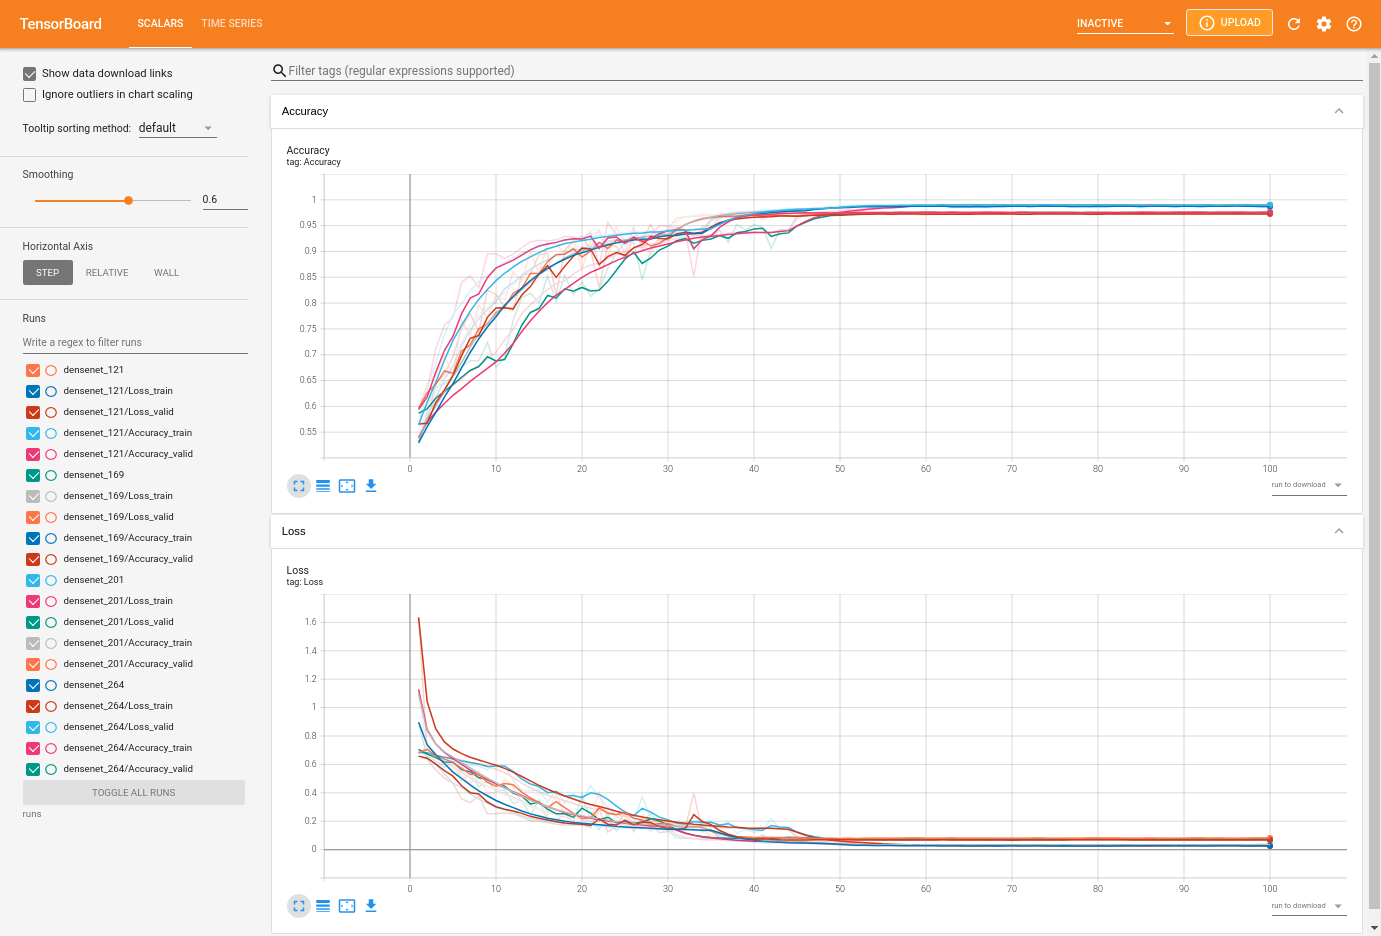 TensorBoard
SCALARS
TIME SERIES
INACTIVE
UPLOAD
Show data download links
Ignore outliers in chart scaling
Tooltip sorting method: default
Smoothing
0.6
Horizontal Axis
STEP
RELATIVE
WALL
Runs
Write a regex to filter runs
densenet_121
densenet_121/Loss_train
densenet_121/Loss_valid
densenet_121/Accuracy_train
densenet_121/Accuracy_valid
densenet_169
densenet_169/Loss_train
densenet_169/Loss_valid
densenet_169/Accuracy_train
densenet_169/Accuracy_valid
densenet_201
densenet_201/Loss_train
densenet_201/Loss_valid
densenet_201/Accuracy_train
densenet_201/Accuracy_valid
densenet_264
densenet_264/Loss_train
densenet_264/Loss_valid
densenet_264/Accuracy_train
densenet_264/Accuracy_valid
TOGGLE ALL RUNS
runs
Filter tags (regular expressions supported)
Accuracy
Accuracy
tag: Accuracy
1
0.95
0.9
0.85
0.8
0.75
0.7
0.65
0.6
0.55
0 10 20 30 40 50 60 70 80 90 100
run to download
Loss
Loss
tag: Loss
1.6
1.4
1.2
1
0.8
0.6
0.4
0.2
0
0 10 20 30 40 50 60 70 80 90 100
run to download